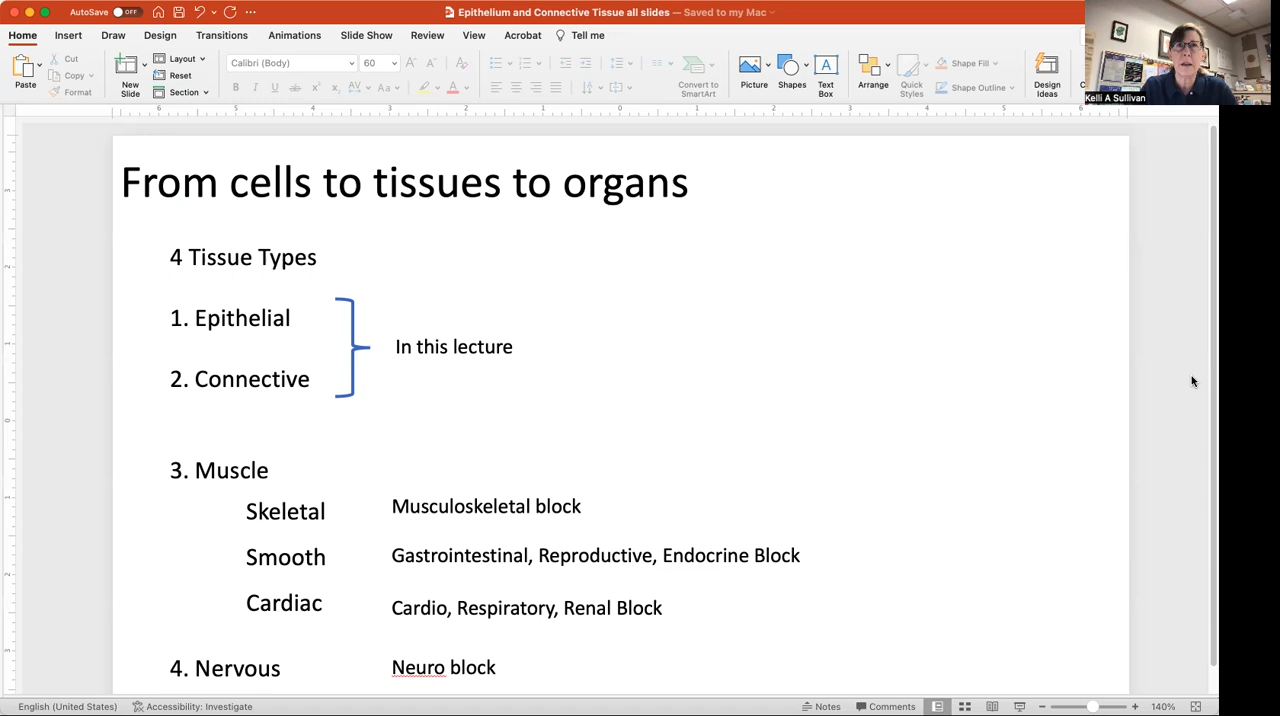 AutoSave OFF
Epithelium and Connective Tissue all slides — Saved to my Mac
Home Insert Draw Design Transitions Animations Slide Show Review View Acrobat Tell me
Paste
Cut
Copy
Format
New Slide
Layout
Reset
Section
Calibri (Body) 60
Convert to SmartArt
Picture
Shapes
Text Box
Arrange
Quick Styles
Shape Fill
Shape Outline
Design Ideas
Kelli A Sullivan
From cells to tissues to organs
4 Tissue Types
1. Epithelial
In this lecture
2. Connective
3. Muscle
Skeletal Musculoskeletal block
Smooth Gastrointestinal, Reproductive, Endocrine Block
Cardiac Cardio, Respiratory, Renal Block
4. Nervous Neuro block
English (United States) Accessibility: Investigate Notes Comments 140%